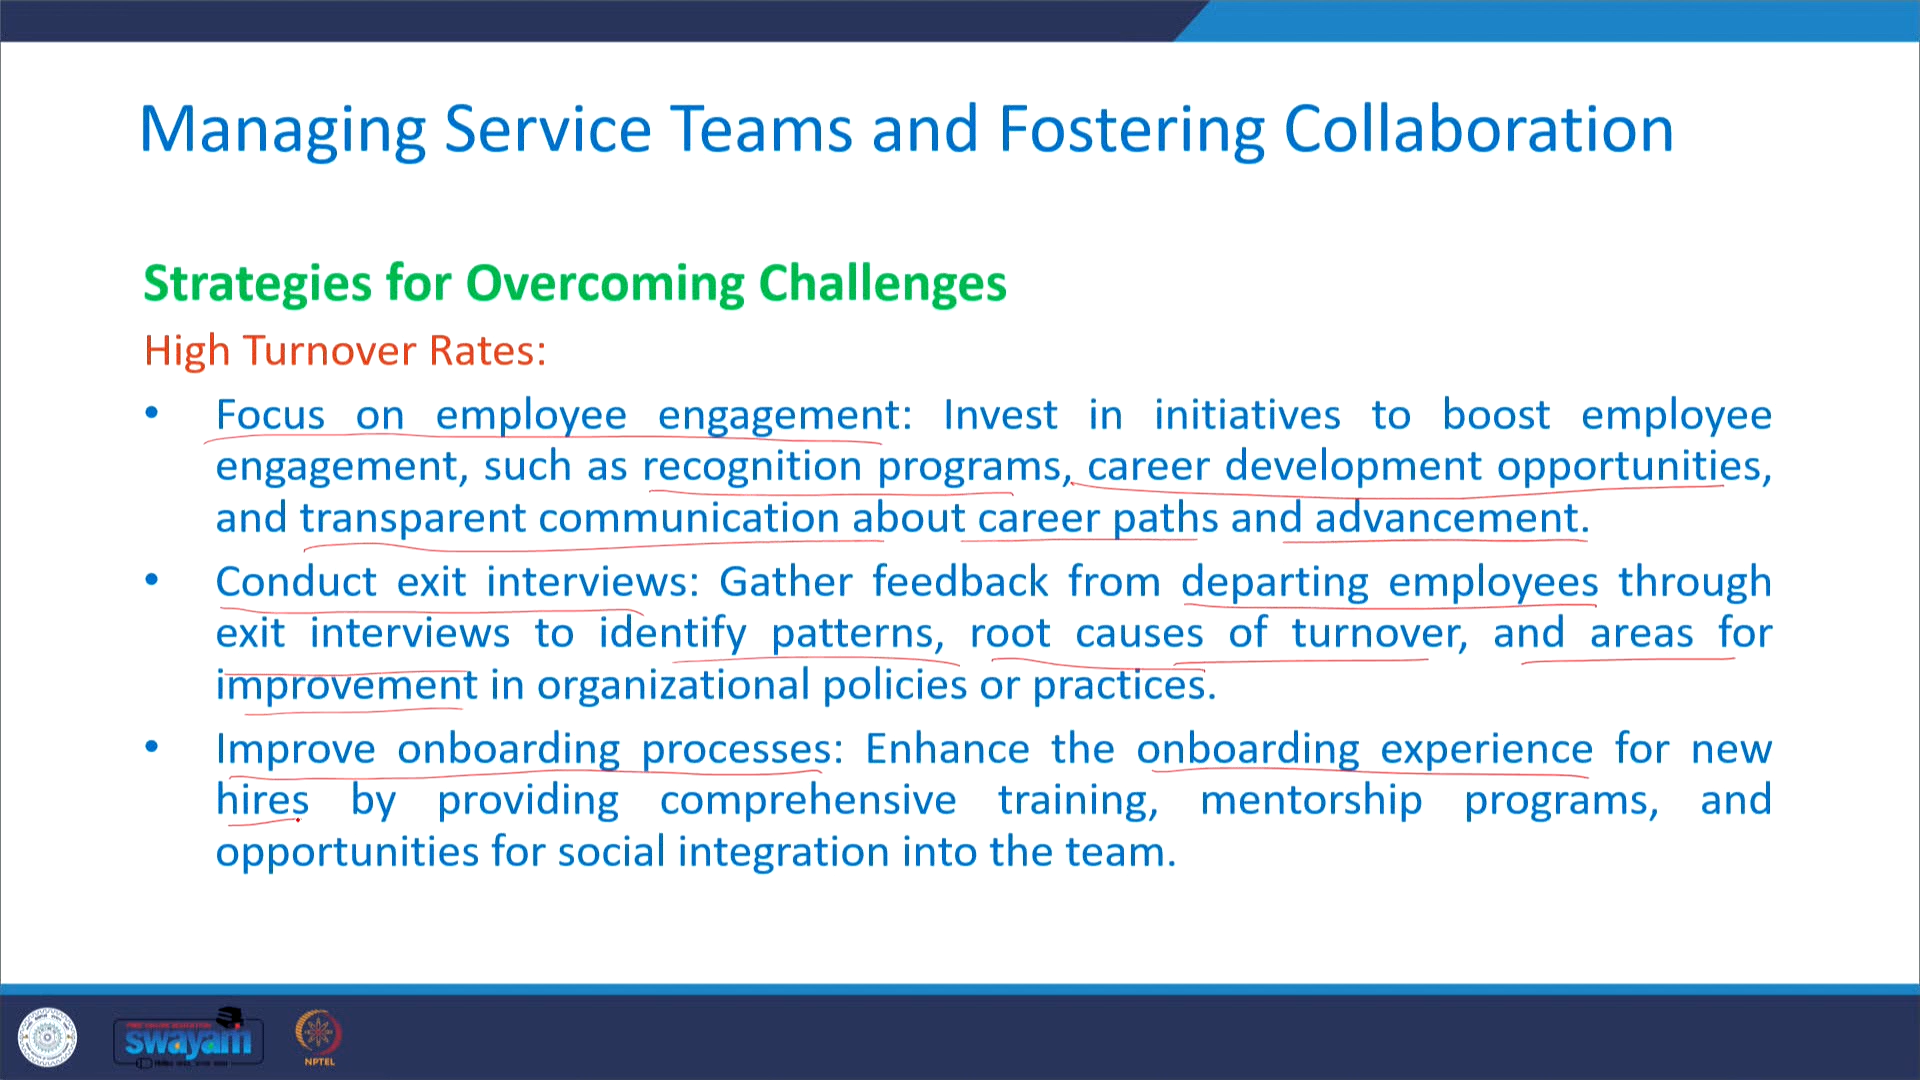 Managing Service Teams and Fostering Collaboration
Strategies for Overcoming Challenges
High Turnover Rates:
• Focus on employee engagement: Invest in initiatives to boost employee
engagement, such as recognition programs, career development opportunities,
and transparent communication about career paths and advancement.
• Conduct exit interviews: Gather feedback from departing employees through
exit interviews to identify patterns, root causes of turnover, and areas for
improvement in organizational policies or practices.
• Improve onboarding processes: Enhance the onboarding experience for new
hires by providing comprehensive training, mentorship programs, and
opportunities for social integration into the team.
swayam
NPTEL